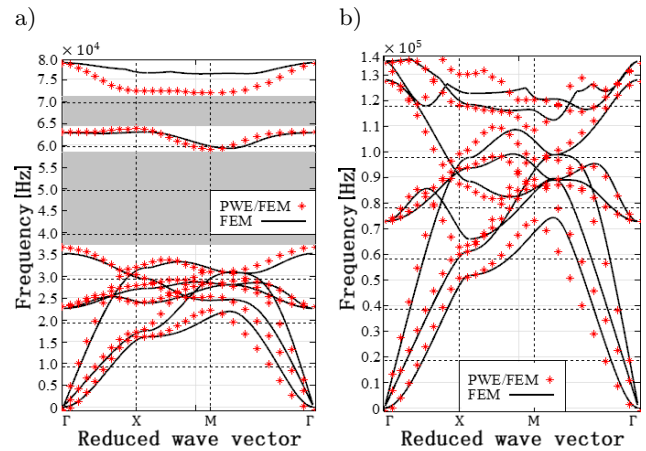 a)
b)
×10⁴
8.0
7.5
7.0
6.5
6.0
5.5
5.0
4.5
4.0
3.5
3.0
2.5
2.0
1.5
1.0
0.5
0
Frequency[Hz]
PWE/FEM
FEM
Γ X M Γ
Reduced wave vector
×10⁵
1.4
1.3
1.2
1.1
1.0
0.9
0.8
0.7
0.6
0.5
0.4
0.3
0.2
0.1
0
Frequency[Hz]
PWE/FEM
FEM
Γ X M Γ
Reduced wave vector